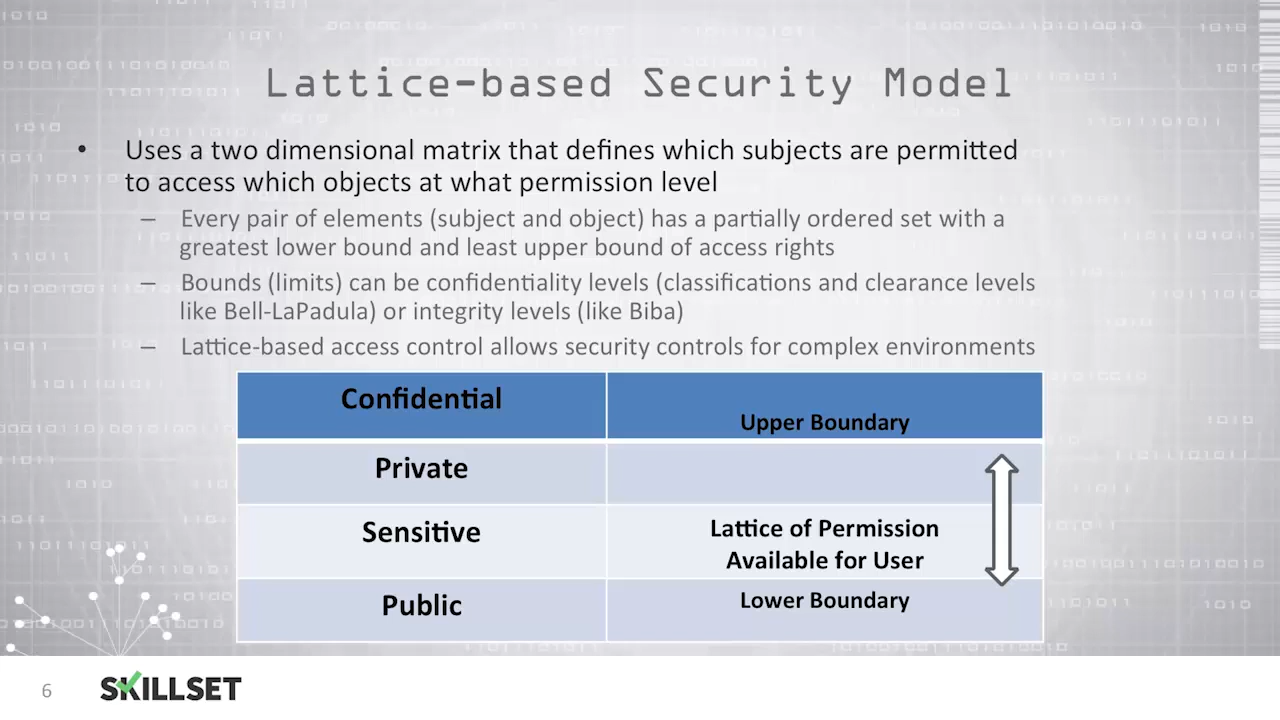 Lattice-based Security Model
• Uses a two dimensional matrix that defines which subjects are permitted
to access which objects at what permission level
– Every pair of elements (subject and object) has a partially ordered set with a
greatest lower bound and least upper bound of access rights
– Bounds (limits) can be confidentiality levels (classifications and clearance levels
like Bell-LaPadula) or integrity levels (like Biba)
– Lattice-based access control allows security controls for complex environments
Confidential
Upper Boundary
Private
Sensitive
Lattice of Permission
Available for User
Public
Lower Boundary
6
SKILLSET